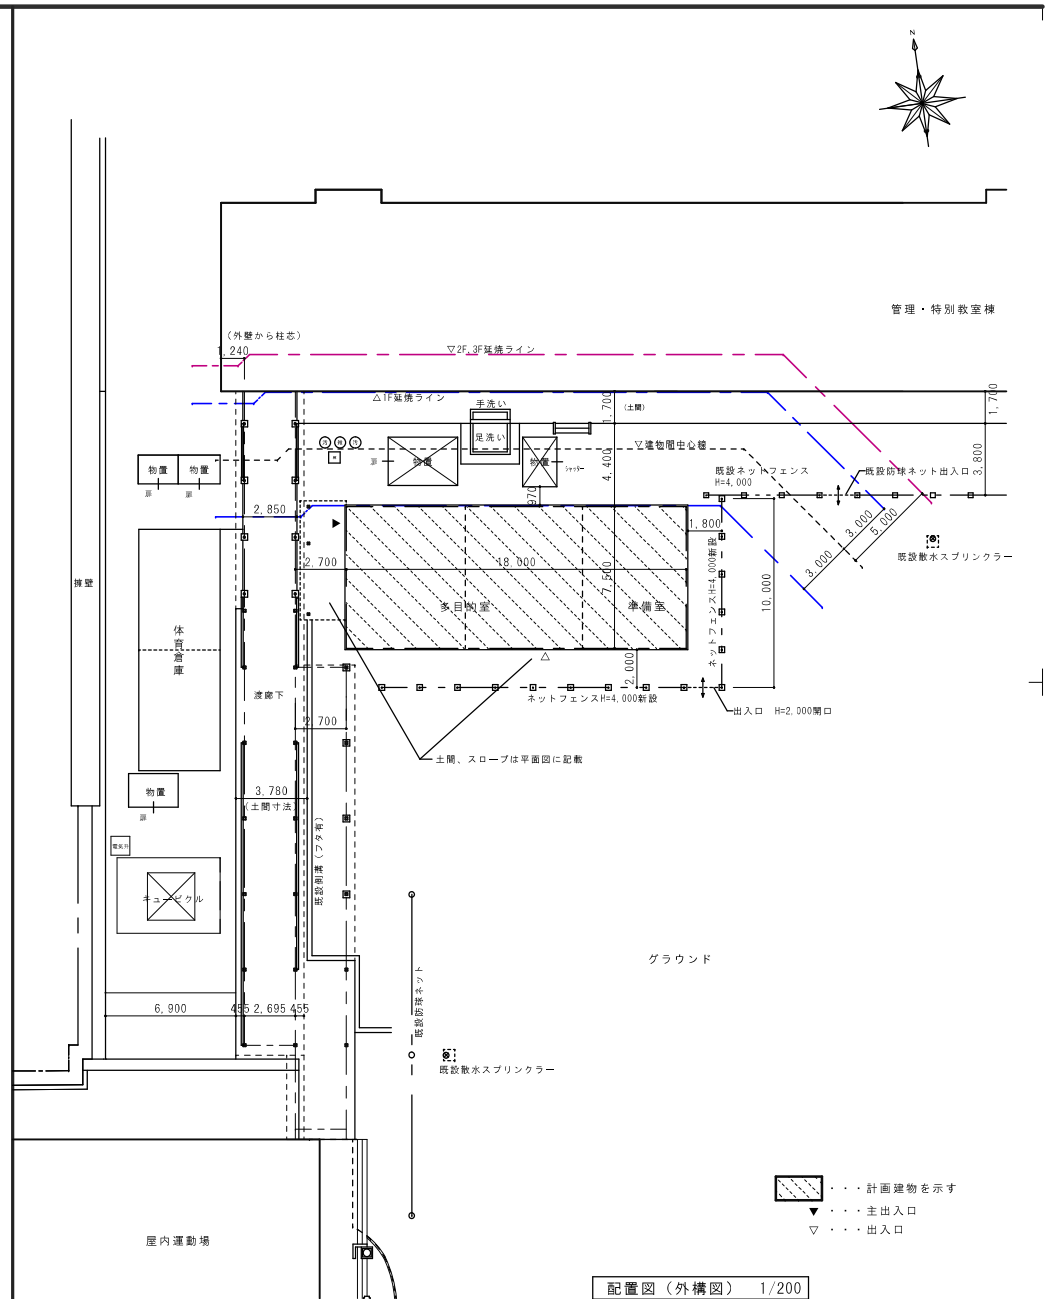 N
管理・特別教室棟
(外壁から柱芯)
1,240
▽2F,3F延焼ライン
△1F延焼ライン
手洗い
足洗い
1,700
(土間)
1,700
▽建物間中心線
4,400
3,800
物置
扉
物置
シャッター
970
既設ネットフェンス
H=4,000
既設防球ネット出入口
物置
物置
扉
扉
2,850
1,800
3,000
5,000
3,000
既設散水スプリンクラー
2,700
18,000
7,500
10,000
ネットフェンスH=4,000新設
擁壁
多目的室
準備室
体育倉庫
渡廊下
2,000
ネットフェンスH=4,000新設
出入口 H=2,000開口
2,700
土間、スロープは平面図に記載
物置
扉
3,780
(土間寸法)
既設側溝(フタ有)
キュービクル
グラウンド
既設防球ネット
6,900
455
2,695
455
既設散水スプリンクラー
・・・計画建物を示す
▼ ・・・主出入口
▽ ・・・出入口
屋内運動場
配置図(外構図) 1/200